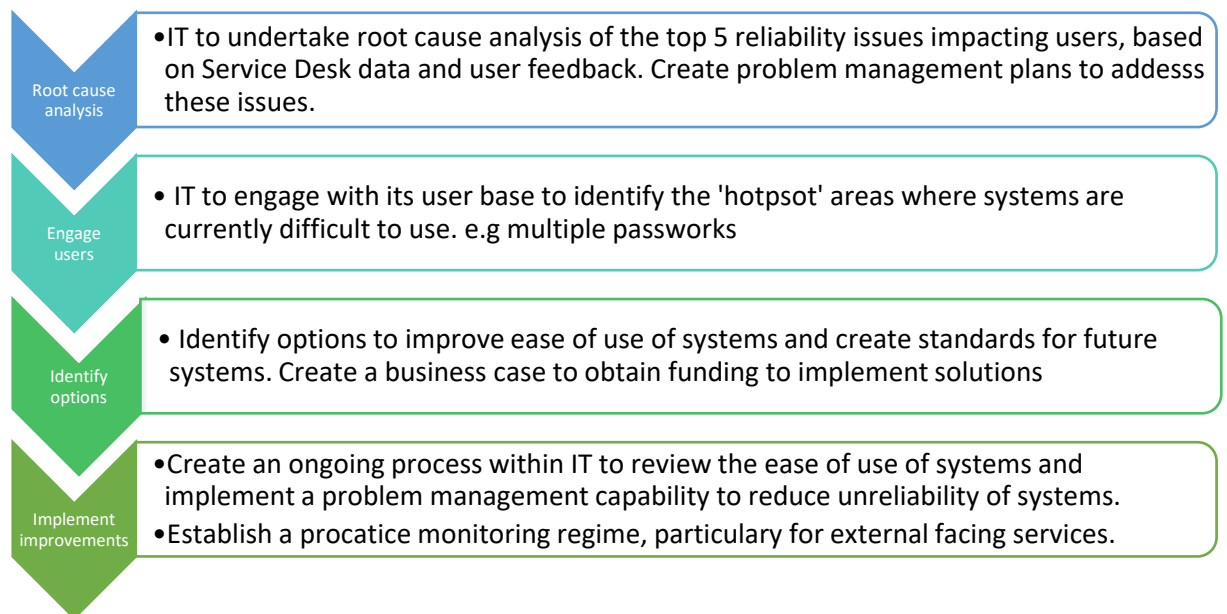 Root cause
analysis
•IT to undertake root cause analysis of the top 5 reliability issues impacting users, based
on Service Desk data and user feedback. Create problem management plans to addesss
these issues.
Engage
users
• IT to engage with its user base to identify the 'hotpsot' areas where systems are
currently difficult to use. e.g multiple passworks
Identify
options
• Identify options to improve ease of use of systems and create standards for future
systems. Create a business case to obtain funding to implement solutions
Implement
improvements
•Create an ongoing process within IT to review the ease of use of systems and
implement a problem management capability to reduce unreliability of systems.
•Establish a procatice monitoring regime, particulary for external facing services.